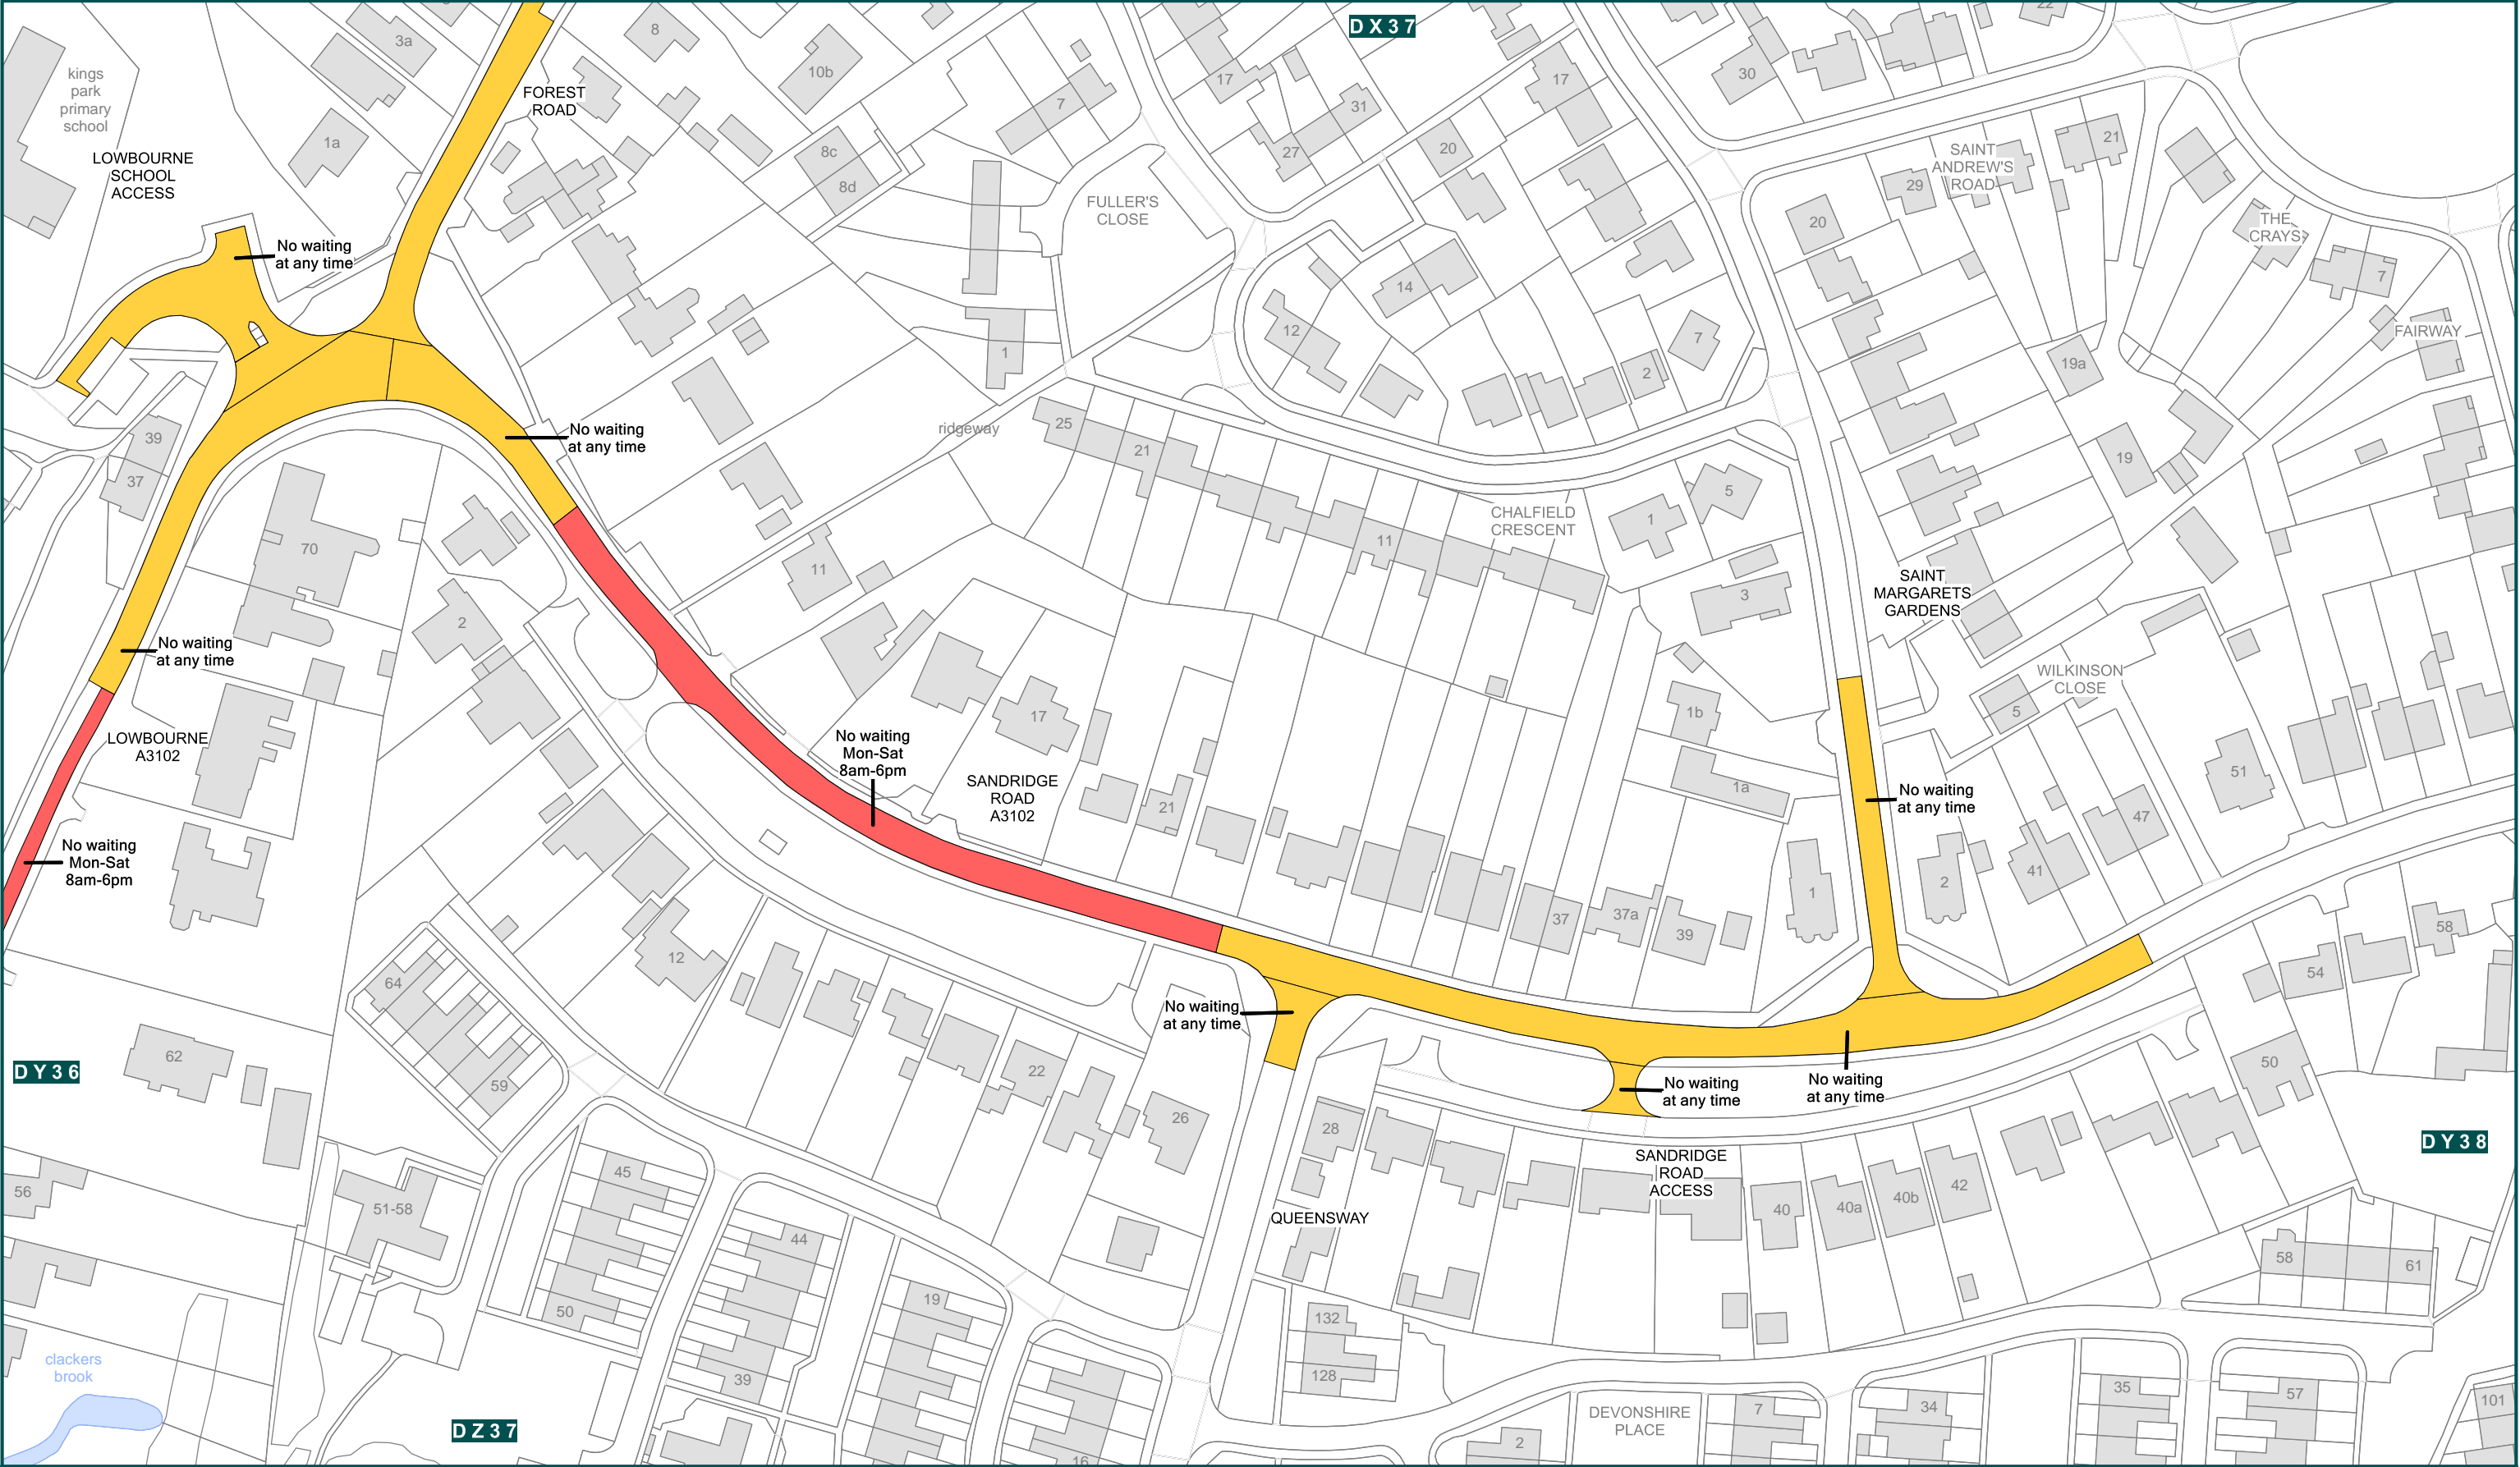 DX37
3a
8
10b
17
31
27
17
20
30
22
kings
park
primary
school
FOREST
ROAD
1a
LOWBOURNE
SCHOOL
ACCESS
8c
8d
7
FULLER'S
CLOSE
SAINT
ANDREW'S
ROAD
21
29
20
THE
CRAYS
7
FAIRWAY
No waiting
at any time
14
12
7
2
1
19a
19
ridgeway
25
21
11
CHALFIELD
CRESCENT
1
5
3
39
37
No waiting
at any time
70
2
11
SAINT
MARGARETS
GARDENS
WILKINSON
CLOSE
5
No waiting
at any time
LOWBOURNE
A3102
17
No waiting
Mon-Sat
8am-6pm
SANDRIDGE
ROAD
A3102
21
1b
1a
No waiting
at any time
51
47
41
2
1
No waiting
Mon-Sat
8am-6pm
37
37a
39
12
58
54
50
64
59
62
DY36
No waiting
at any time
22
26
28
No waiting
at any time
No waiting
at any time
DY38
SANDRIDGE
ROAD
ACCESS
QUEENSWAY
40
40a
40b
42
56
51-58
45
50
44
39
19
132
128
58
61
clackers
brook
DZ37
16
DEVONSHIRE
PLACE
2
7
34
35
57
101